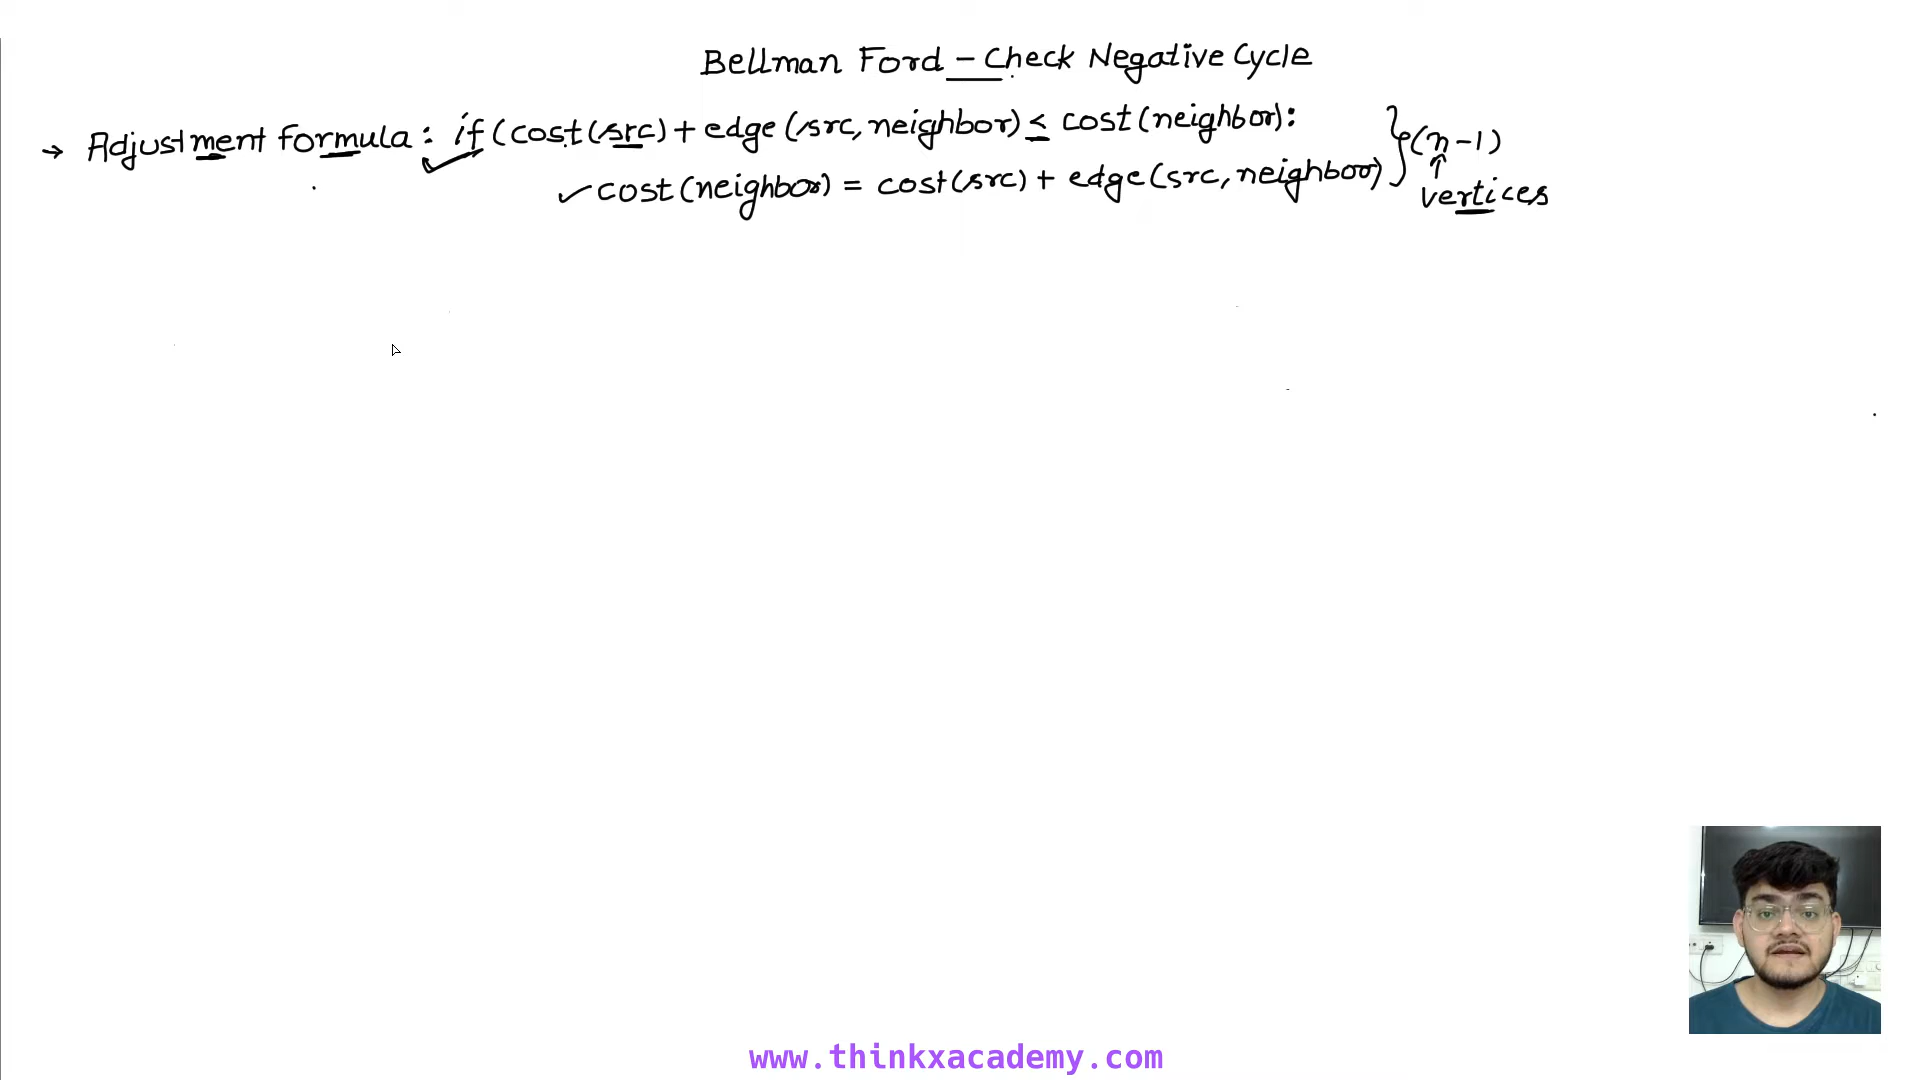 Bellman Ford - Check Negative Cycle
→ Adjustment formula: if(cost(src) + edge(src, neighbor) ≤ cost(neighbor):
cost(neighbor) = cost(src) + edge(src, neighbor)
(n-1)
↑
vertices
www.thinkxacademy.com